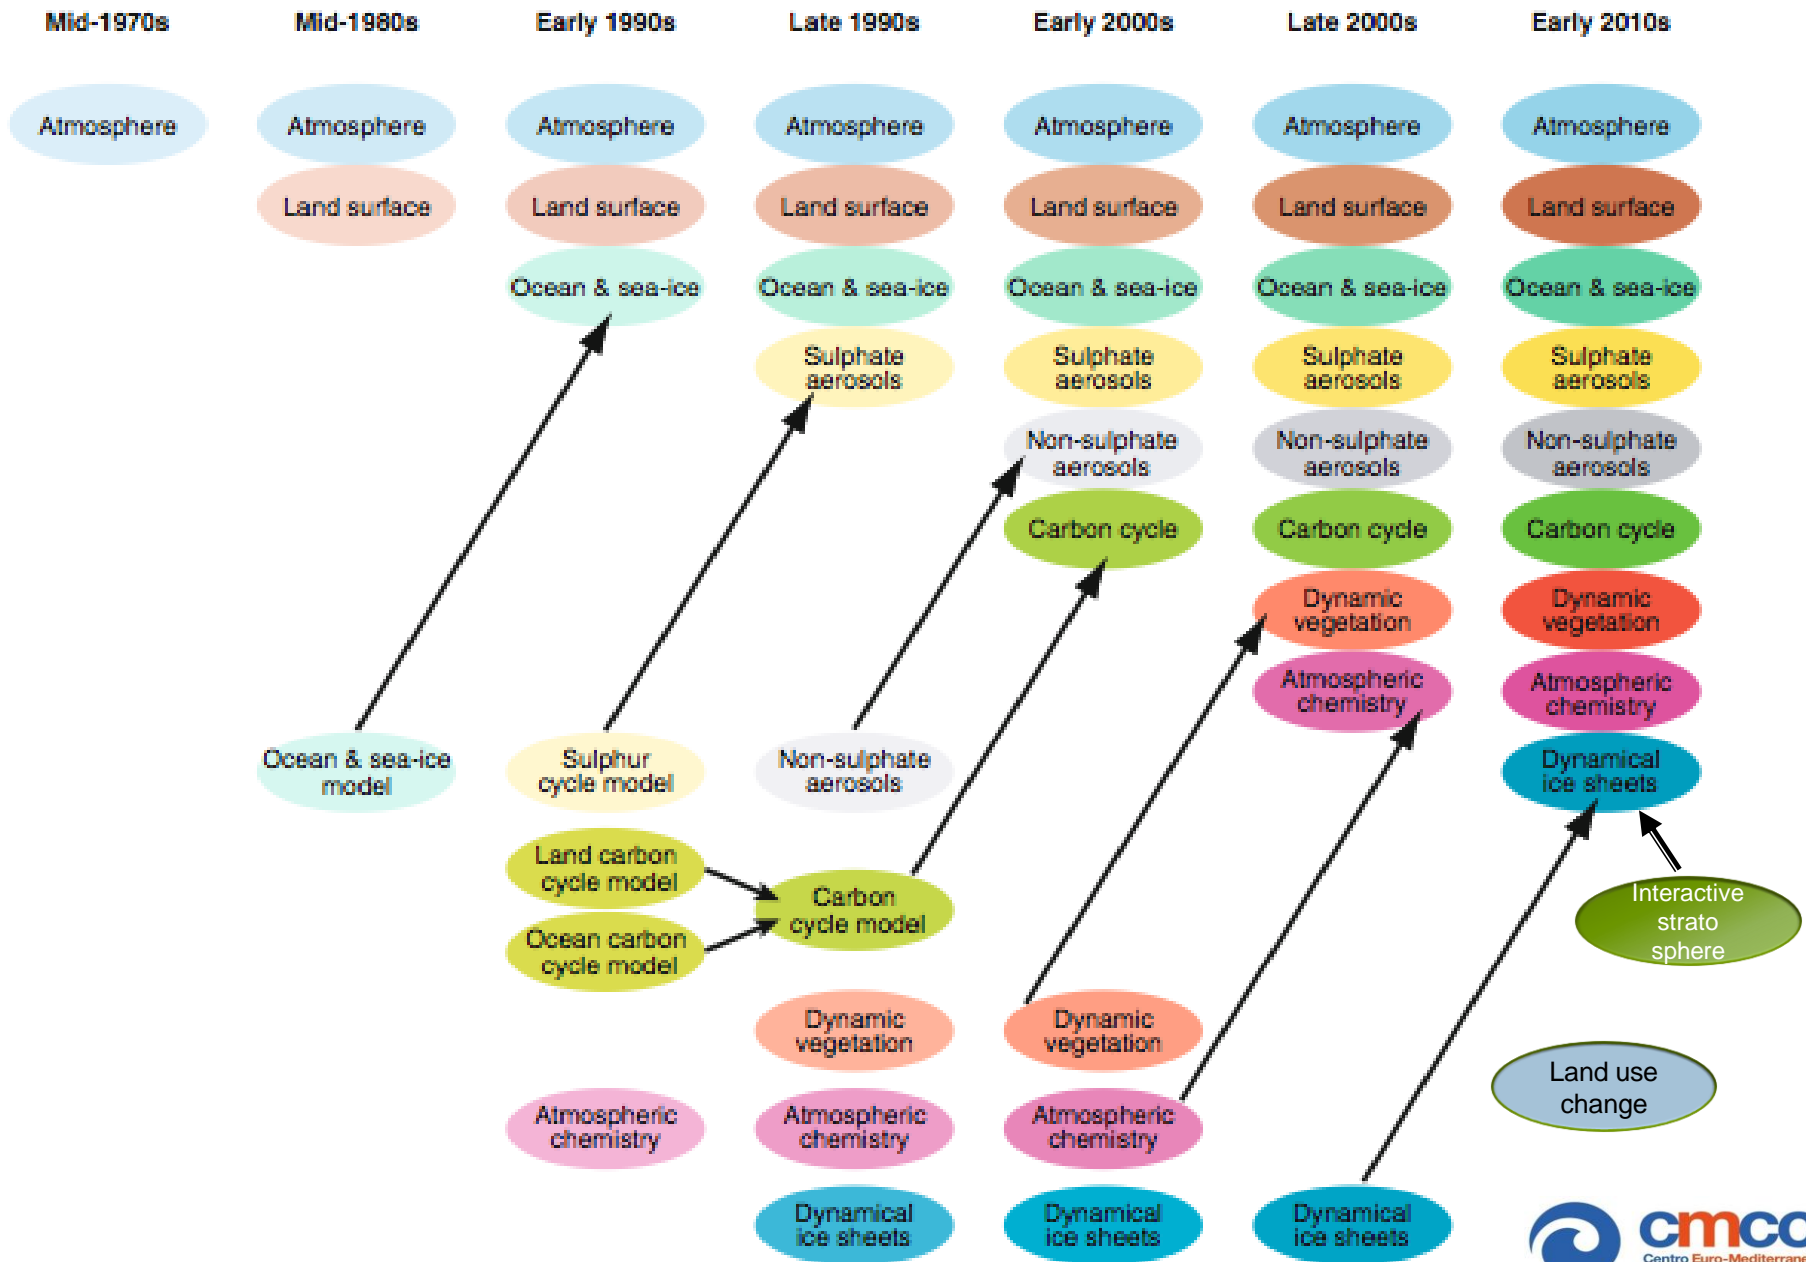 Mid-1970s Mid-1980s Early 1990s Late 1990s Early 2000s Late 2000s Early 2010s
Atmosphere Atmosphere Atmosphere Atmosphere Atmosphere Atmosphere Atmosphere
Land surface Land surface Land surface Land surface Land surface Land surface
Ocean & sea-ice Ocean & sea-ice Ocean & sea-ice Ocean & sea-ice Ocean & sea-ice
Sulphate Sulphate Sulphate Sulphate
aerosols aerosols aerosols aerosols
Non-sulphate Non-sulphate Non-sulphate
aerosols aerosols aerosols
Carbon cycle Carbon cycle Carbon cycle
Dynamic Dynamic
vegetation vegetation
Atmospheric Atmospheric
chemistry chemistry
Ocean & sea-ice Sulphur Non-sulphate Dynamical
model cycle model aerosols ice sheets
Land carbon
cycle model
Carbon
cycle model
Interactive
strato
sphere
Ocean carbon
cycle model
Dynamic Dynamic
vegetation vegetation
Land use
change
Atmospheric Atmospheric Atmospheric
chemistry chemistry chemistry
Dynamical Dynamical Dynamical
ice sheets ice sheets ice sheets
cmcc
Centro Euro-Mediterrane